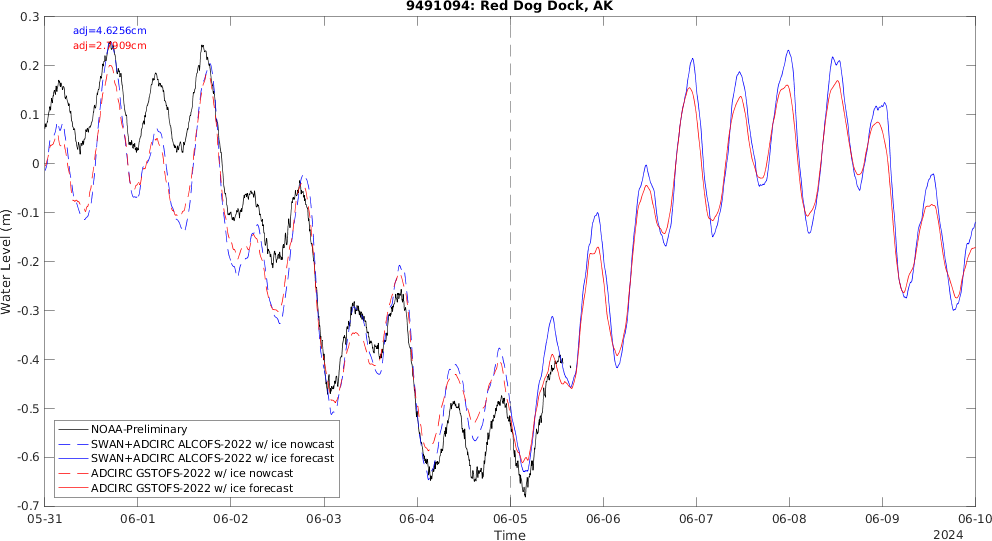 9491094: Red Dog Dock, AK
0.3
0.2
0.1
0
-0.1
-0.2
-0.3
-0.4
-0.5
-0.6
-0.7
Water Level (m)
adj=4.6256cm
NOAA-Preliminary
SWAN+ADCIRC ALCOFS-2022 w/ ice nowcast
SWAN+ADCIRC ALCOFS-2022 w/ ice forecast
ADCIRC GSTOFS-2022 w/ ice nowcast
ADCIRC GSTOFS-2022 w/ ice forecast
05-31 06-01 06-02 06-03 06-04 06-05 06-06 06-07 06-08 06-09 06-10
Time
2024